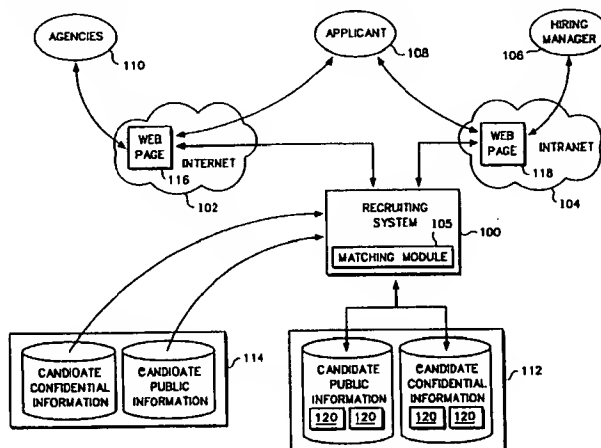 AGENCIES
110
APPLICANT
108
HIRING
MANAGER
106
WEB
PAGE
116
INTERNET
102
WEB
PAGE
118
INTRANET
104
RECRUITING
SYSTEM
105
100
MATCHING MODULE
CANDIDATE
CONFIDENTIAL
INFORMATION
CANDIDATE
PUBLIC
INFORMATION
114
CANDIDATE
PUBLIC
INFORMATION
120 120
CANDIDATE
CONFIDENTIAL
INFORMATION
120 120
112